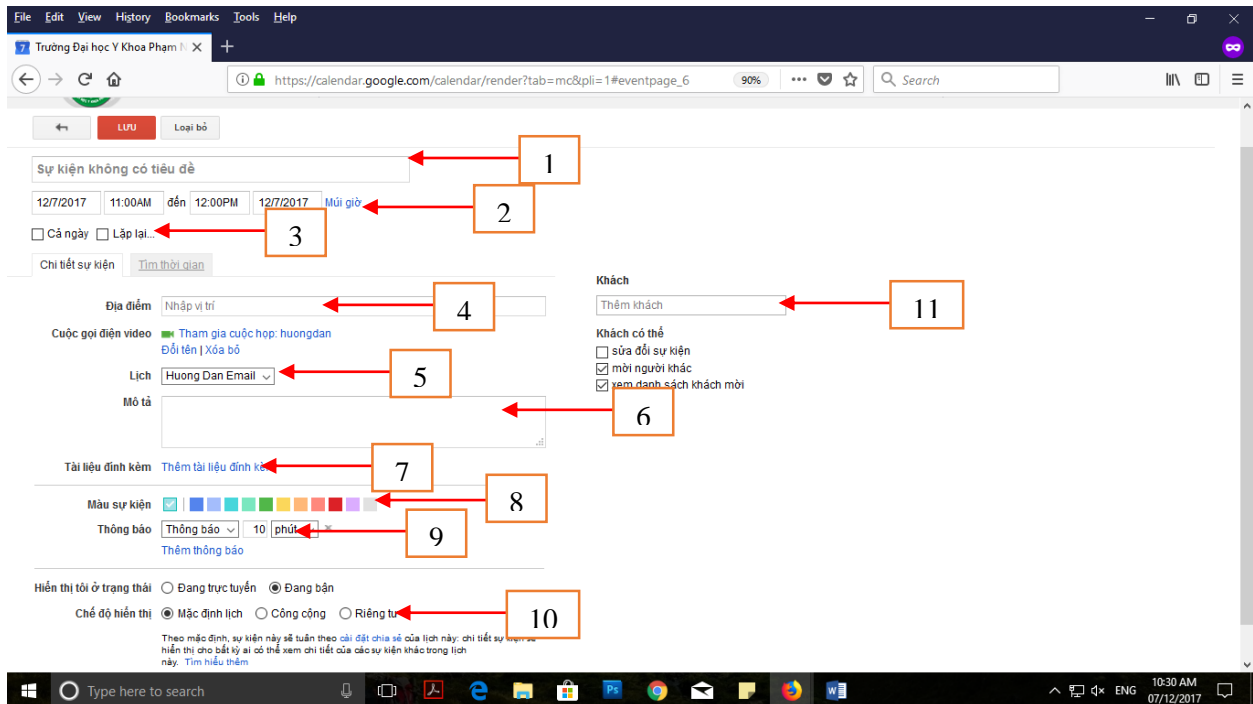 File Edit View History Bookmarks Tools Help
Trường Đại học Y Khoa Phạm N
https://calendar.google.com/calendar/render?tab=mc&pli=1#eventpage_6 90% Search
LƯU Loại bỏ
Sự kiện không có tiêu đề 1
12/7/2017 11:00AM đến 12:00PM 12/7/2017 Múi giờ 2
Cả ngày Lặp lại... 3
Chi tiết sự kiện Tìm thời gian
Khách
Địa điểm Nhập vị trí 4
Thêm khách 11
Cuộc gọi điện video Tham gia cuộc họp: huongdan
Đổi tên | Xóa bỏ
Khách có thể
sửa đổi sự kiện
mời người khác
xem danh sách khách mời
Lịch Huong Dan Email 5
Mô tả 6
Tài liệu đính kèm Thêm tài liệu đính kèm 7
Màu sự kiện 8
Thông báo Thông báo 10 phút 9
Thêm thông báo
Hiển thị tôi ở trạng thái Đang trực tuyến Đang bận
Chế độ hiển thị Mặc định lịch Công cộng Riêng tư 10
Theo mặc định, sự kiện này sẽ tuân theo cài đặt chia sẻ của lịch này: chi tiết sự kiện sẽ
hiển thị cho bất kỳ ai có thể xem chi tiết của các sự kiện khác trong lịch
này. Tìm hiểu thêm
Type here to search ENG 10:30 AM
07/12/2017